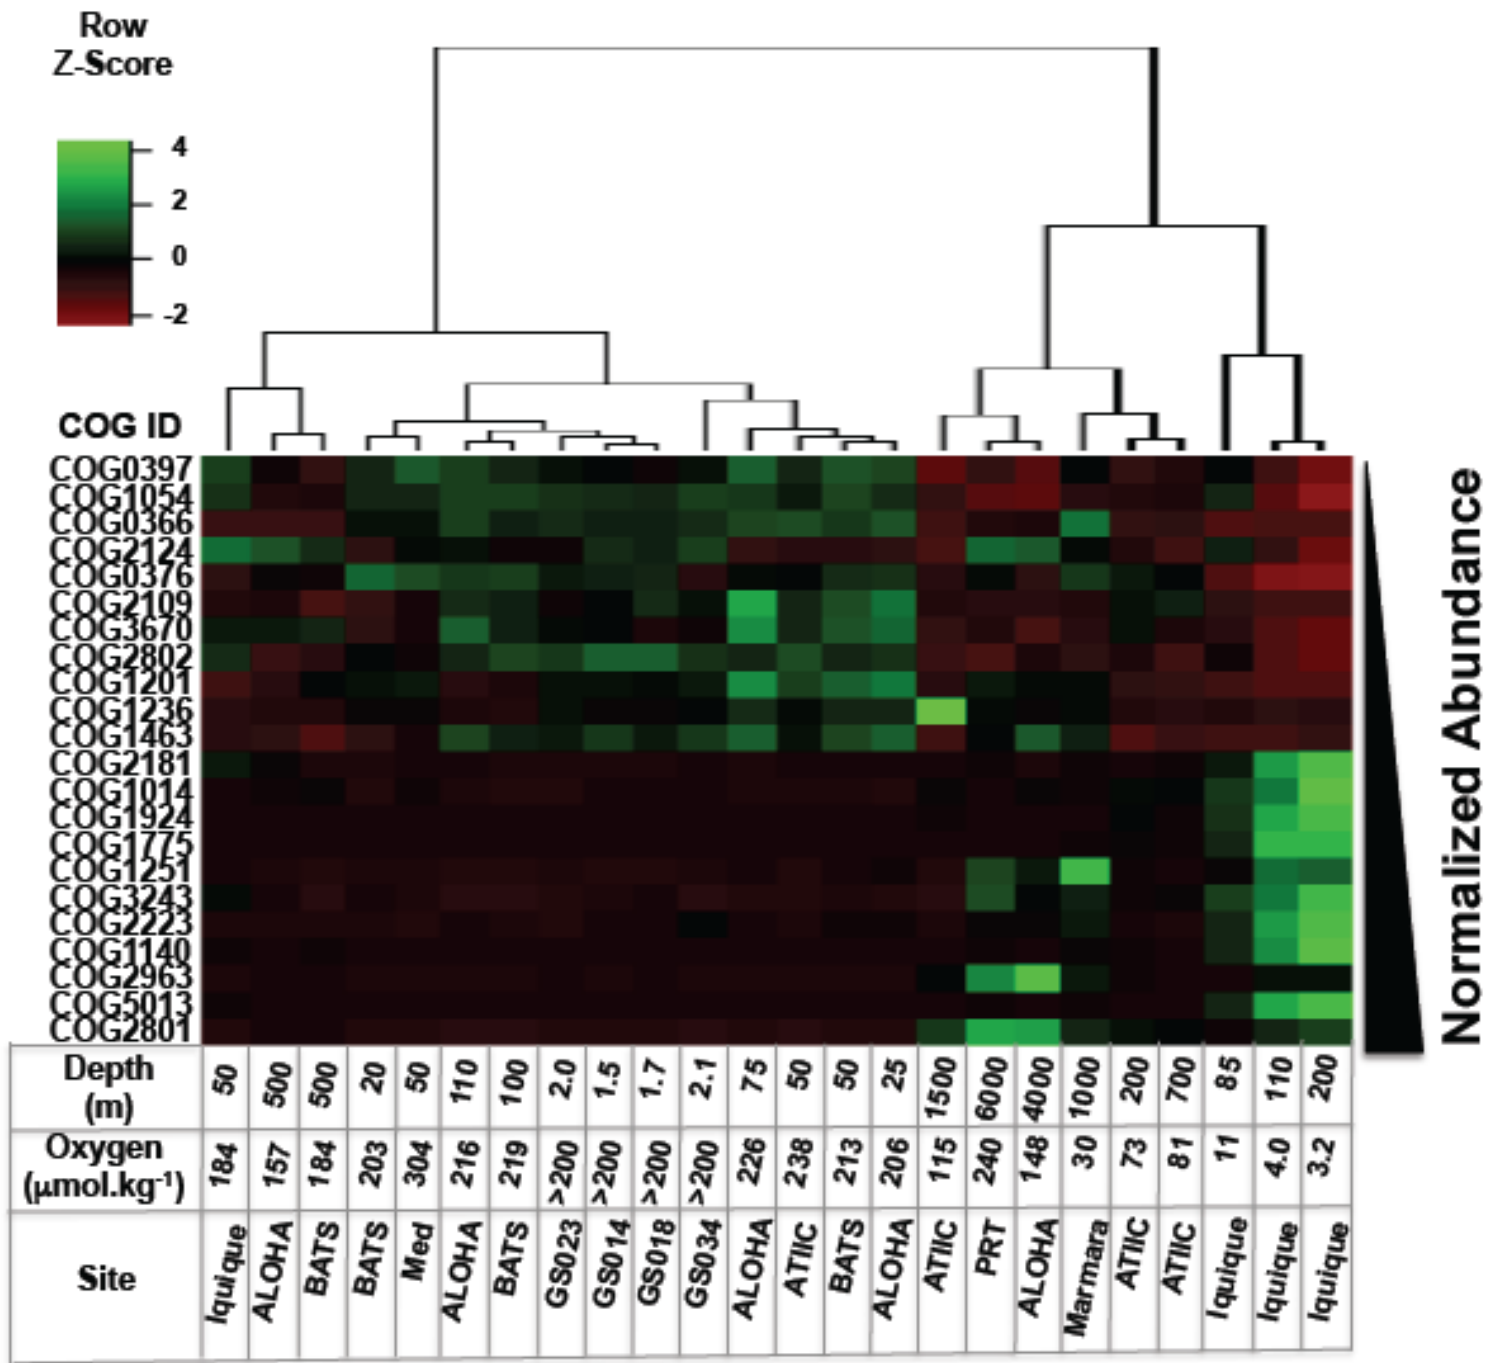 Row
Z-Score
4
2
0
-2
COG ID
COG0397
COG1054
COG0366
COG2124
COG0376
COG2109
COG3670
COG2802
COG1201
COG1236
COG1463
COG2181
COG1014
COG1924
COG1775
COG1251
COG3243
COG2223
COG1140
COG2963
COG5013
COG2801
Normalized Abundance
Depth (m) 50 500 500 20 50 110 100 2.0 1.5 1.7 2.1 75 50 50 25 1500 6000 4000 1000 200 700 85 110 200
Oxygen (µmol.kg⁻¹) 184 157 184 203 304 216 219 >200 >200 >200 >200 226 238 213 206 115 240 148 30 73 81 11 4.0 3.2
Site Iquique ALOHA BATS BATS Med ALOHA BATS GS023 GS014 GS018 GS034 ALOHA ATIIC BATS ALOHA ATIIC PRT ALOHA Marmara ATIIC ATIIC Iquique Iquique Iquique